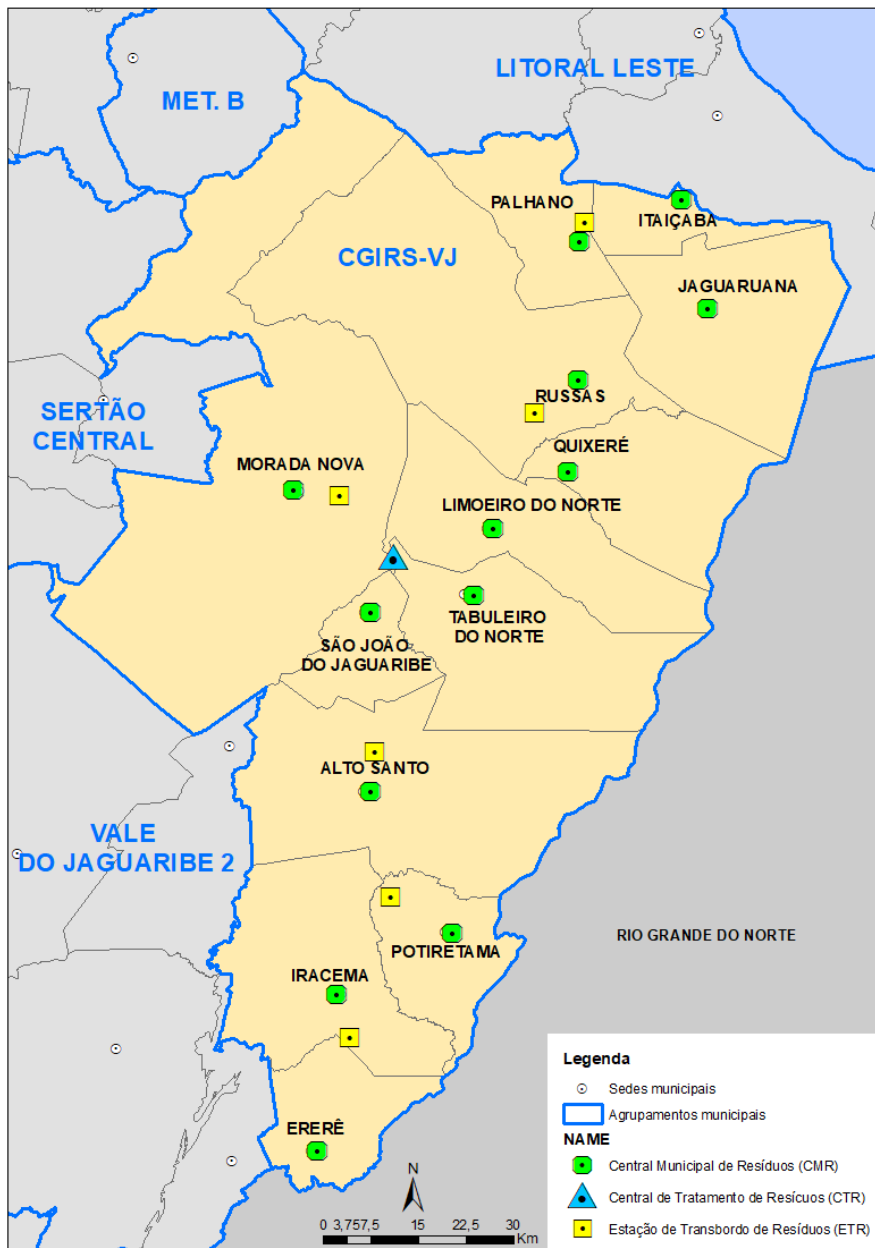 LITORAL LESTE
MET. B
PALHANO
ITAIÇABA
CGIRS-VJ
JAGUARUANA
RUSSAS
SERTÃO
CENTRAL
QUIXERÉ
MORADA NOVA
LIMOEIRO DO NORTE
TABULEIRO
DO NORTE
SÃO JOÃO
DO JAGUARIBE
ALTO SANTO
VALE
DO JAGUARIBE 2
RIO GRANDE DO NORTE
POTIRETAMA
IRACEMA
ERERÊ
N
0 3,757,5 15 22,5 30
Km
Legenda
Sedes municipais
Agrupamentos municipais
NAME
Central Municipal de Resíduos (CMR)
Central de Tratamento de Resícuos (CTR)
Estação de Transbordo de Resíduos (ETR)